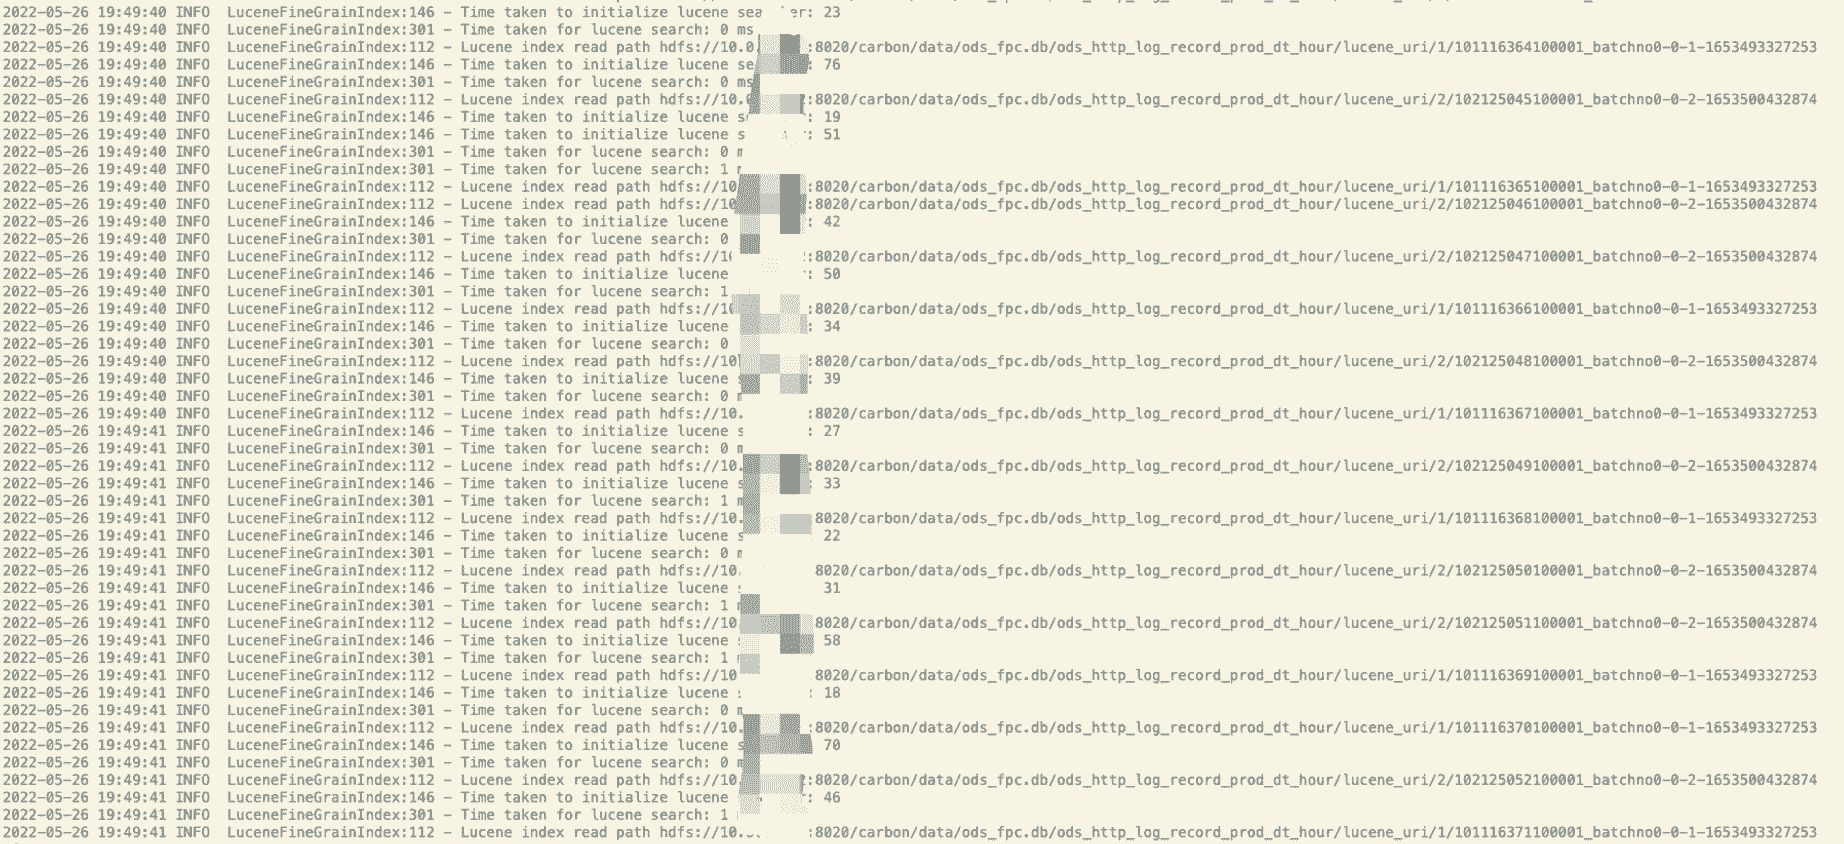 2022-05-26 19:49:40 INFO  LuceneFineGrainIndex:146 - Time taken to initialize lucene : 23
2022-05-26 19:49:40 INFO  LuceneFineGrainIndex:301 - Time taken for lucene search: 0 ms
2022-05-26 19:49:40 INFO  LuceneFineGrainIndex:112 - Lucene index read path hdfs://10.0. :8020/carbon/data/ods_fpc.db/ods_http_log_record_prod_dt_hour/lucene_uri/1/101116364100001_batchno0-0-1-1653493327253
2022-05-26 19:49:40 INFO  LuceneFineGrainIndex:146 - Time taken to initialize lucene se : 76
2022-05-26 19:49:40 INFO  LuceneFineGrainIndex:301 - Time taken for lucene search: 0 ms
2022-05-26 19:49:40 INFO  LuceneFineGrainIndex:112 - Lucene index read path hdfs://10. :8020/carbon/data/ods_fpc.db/ods_http_log_record_prod_dt_hour/lucene_uri/2/102125045100001_batchno0-0-2-1653500432874
2022-05-26 19:49:40 INFO  LuceneFineGrainIndex:146 - Time taken to initialize lucene s : 19
2022-05-26 19:49:40 INFO  LuceneFineGrainIndex:146 - Time taken to initialize lucene s : 51
2022-05-26 19:49:40 INFO  LuceneFineGrainIndex:301 - Time taken for lucene search: 0
2022-05-26 19:49:40 INFO  LuceneFineGrainIndex:301 - Time taken for lucene search: 1
2022-05-26 19:49:40 INFO  LuceneFineGrainIndex:112 - Lucene index read path hdfs://10 :8020/carbon/data/ods_fpc.db/ods_http_log_record_prod_dt_hour/lucene_uri/1/101116365100001_batchno0-0-1-1653493327253
2022-05-26 19:49:40 INFO  LuceneFineGrainIndex:112 - Lucene index read path hdfs://10 :8020/carbon/data/ods_fpc.db/ods_http_log_record_prod_dt_hour/lucene_uri/2/102125046100001_batchno0-0-2-1653500432874
2022-05-26 19:49:40 INFO  LuceneFineGrainIndex:146 - Time taken to initialize lucene : 42
2022-05-26 19:49:40 INFO  LuceneFineGrainIndex:301 - Time taken for lucene search: 0
2022-05-26 19:49:40 INFO  LuceneFineGrainIndex:112 - Lucene index read path hdfs://1 :8020/carbon/data/ods_fpc.db/ods_http_log_record_prod_dt_hour/lucene_uri/2/102125047100001_batchno0-0-2-1653500432874
2022-05-26 19:49:40 INFO  LuceneFineGrainIndex:146 - Time taken to initialize lucene : 50
2022-05-26 19:49:40 INFO  LuceneFineGrainIndex:301 - Time taken for lucene search: 1
2022-05-26 19:49:40 INFO  LuceneFineGrainIndex:112 - Lucene index read path hdfs://10 :8020/carbon/data/ods_fpc.db/ods_http_log_record_prod_dt_hour/lucene_uri/1/101116366100001_batchno0-0-1-1653493327253
2022-05-26 19:49:40 INFO  LuceneFineGrainIndex:146 - Time taken to initialize lucene : 34
2022-05-26 19:49:40 INFO  LuceneFineGrainIndex:301 - Time taken for lucene search: 0
2022-05-26 19:49:40 INFO  LuceneFineGrainIndex:112 - Lucene index read path hdfs://10 :8020/carbon/data/ods_fpc.db/ods_http_log_record_prod_dt_hour/lucene_uri/2/102125048100001_batchno0-0-2-1653500432874
2022-05-26 19:49:40 INFO  LuceneFineGrainIndex:146 - Time taken to initialize lucene : 39
2022-05-26 19:49:40 INFO  LuceneFineGrainIndex:301 - Time taken for lucene search: 0
2022-05-26 19:49:40 INFO  LuceneFineGrainIndex:112 - Lucene index read path hdfs://10. :8020/carbon/data/ods_fpc.db/ods_http_log_record_prod_dt_hour/lucene_uri/1/101116367100001_batchno0-0-1-1653493327253
2022-05-26 19:49:41 INFO  LuceneFineGrainIndex:146 - Time taken to initialize lucene s : 27
2022-05-26 19:49:41 INFO  LuceneFineGrainIndex:301 - Time taken for lucene search: 0
2022-05-26 19:49:41 INFO  LuceneFineGrainIndex:112 - Lucene index read path hdfs://10. :8020/carbon/data/ods_fpc.db/ods_http_log_record_prod_dt_hour/lucene_uri/2/102125049100001_batchno0-0-2-1653500432874
2022-05-26 19:49:41 INFO  LuceneFineGrainIndex:146 - Time taken to initialize lucene s : 33
2022-05-26 19:49:41 INFO  LuceneFineGrainIndex:301 - Time taken for lucene search: 1
2022-05-26 19:49:41 INFO  LuceneFineGrainIndex:112 - Lucene index read path hdfs://10. 8020/carbon/data/ods_fpc.db/ods_http_log_record_prod_dt_hour/lucene_uri/1/101116368100001_batchno0-0-1-1653493327253
2022-05-26 19:49:41 INFO  LuceneFineGrainIndex:146 - Time taken to initialize lucene s 22
2022-05-26 19:49:41 INFO  LuceneFineGrainIndex:301 - Time taken for lucene search: 0
2022-05-26 19:49:41 INFO  LuceneFineGrainIndex:112 - Lucene index read path hdfs://10. 8020/carbon/data/ods_fpc.db/ods_http_log_record_prod_dt_hour/lucene_uri/2/102125050100001_batchno0-0-2-1653500432874
2022-05-26 19:49:41 INFO  LuceneFineGrainIndex:146 - Time taken to initialize lucene 31
2022-05-26 19:49:41 INFO  LuceneFineGrainIndex:301 - Time taken for lucene search: 1
2022-05-26 19:49:41 INFO  LuceneFineGrainIndex:112 - Lucene index read path hdfs://10 :8020/carbon/data/ods_fpc.db/ods_http_log_record_prod_dt_hour/lucene_uri/2/102125051100001_batchno0-0-2-1653500432874
2022-05-26 19:49:41 INFO  LuceneFineGrainIndex:146 - Time taken to initialize lucene 58
2022-05-26 19:49:41 INFO  LuceneFineGrainIndex:301 - Time taken for lucene search: 1
2022-05-26 19:49:41 INFO  LuceneFineGrainIndex:112 - Lucene index read path hdfs://10 8020/carbon/data/ods_fpc.db/ods_http_log_record_prod_dt_hour/lucene_uri/1/101116369100001_batchno0-0-1-1653493327253
2022-05-26 19:49:41 INFO  LuceneFineGrainIndex:146 - Time taken to initialize lucene : 18
2022-05-26 19:49:41 INFO  LuceneFineGrainIndex:301 - Time taken for lucene search: 0
2022-05-26 19:49:41 INFO  LuceneFineGrainIndex:112 - Lucene index read path hdfs://10. :8020/carbon/data/ods_fpc.db/ods_http_log_record_prod_dt_hour/lucene_uri/1/101116370100001_batchno0-0-1-1653493327253
2022-05-26 19:49:41 INFO  LuceneFineGrainIndex:146 - Time taken to initialize lucene s 70
2022-05-26 19:49:41 INFO  LuceneFineGrainIndex:301 - Time taken for lucene search: 0
2022-05-26 19:49:41 INFO  LuceneFineGrainIndex:112 - Lucene index read path hdfs://10. :8020/carbon/data/ods_fpc.db/ods_http_log_record_prod_dt_hour/lucene_uri/2/102125052100001_batchno0-0-2-1653500432874
2022-05-26 19:49:41 INFO  LuceneFineGrainIndex:146 - Time taken to initialize lucene : 46
2022-05-26 19:49:41 INFO  LuceneFineGrainIndex:301 - Time taken for lucene search: 1
2022-05-26 19:49:41 INFO  LuceneFineGrainIndex:112 - Lucene index read path hdfs://10. :8020/carbon/data/ods_fpc.db/ods_http_log_record_prod_dt_hour/lucene_uri/1/101116371100001_batchno0-0-1-1653493327253